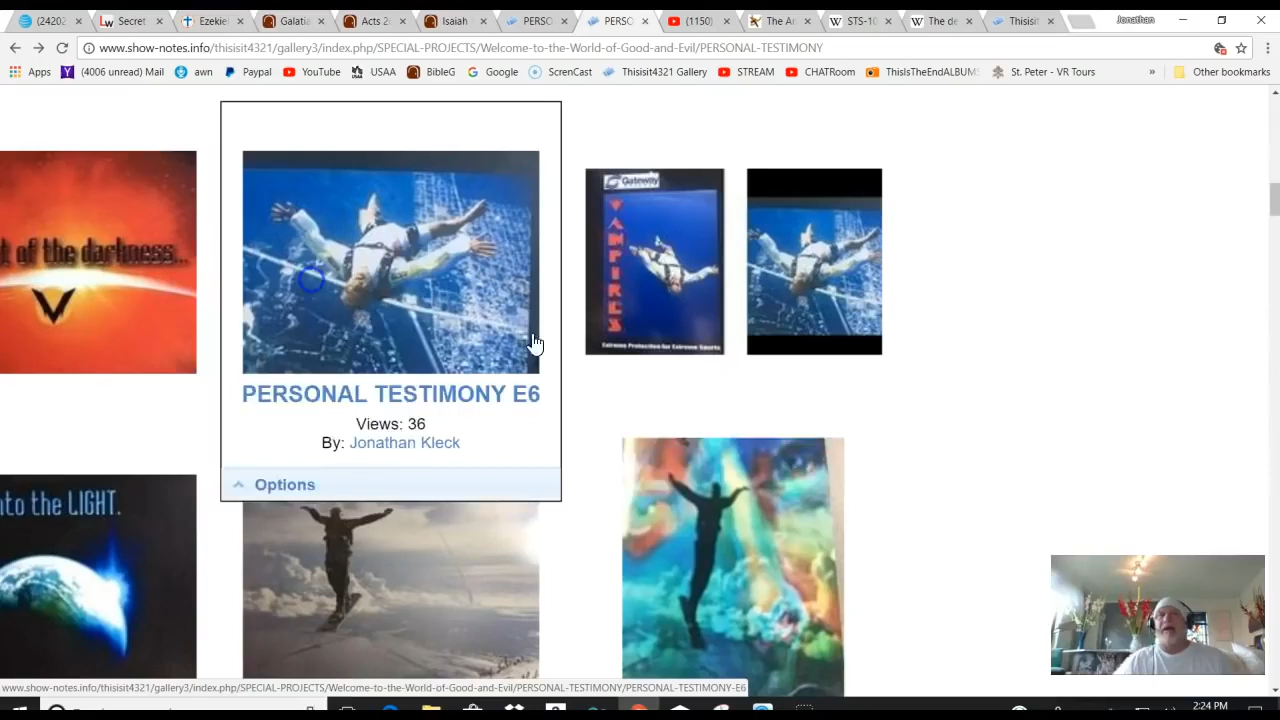 (24202
Secret
Ezekiel
Galatia
Acts 2
Isaiah
PERSO
PERSO
(1150)
The A
STS-10
The de
Thisisit
Jonathan
www.show-notes.info/thisisit4321/gallery3/index.php/SPECIAL-PROJECTS/Welcome-to-the-World-of-Good-and-Evil/PERSONAL-TESTIMONY
Apps
(4006 unread) Mail
awn
Paypal
YouTube
USAA
BibleG
Google
ScrenCast
Thisisit4321 Gallery
STREAM
CHATRoom
ThisIsTheEndALBUM
St. Peter - VR Tours
»
Other bookmarks
t of the darkness...
V
Gateway
VAMPIRES
Extreme Protection for Extreme Sports
PERSONAL TESTIMONY E6
Views: 36
By: Jonathan Kleck
Options
nto the LIGHT.
www.show-notes.info/thisisit4321/gallery3/index.php/SPECIAL-PROJECTS/Welcome-to-the-World-of-Good-and-Evil/PERSONAL-TESTIMONY/PERSONAL-TESTIMONY-E6
2:24 PM